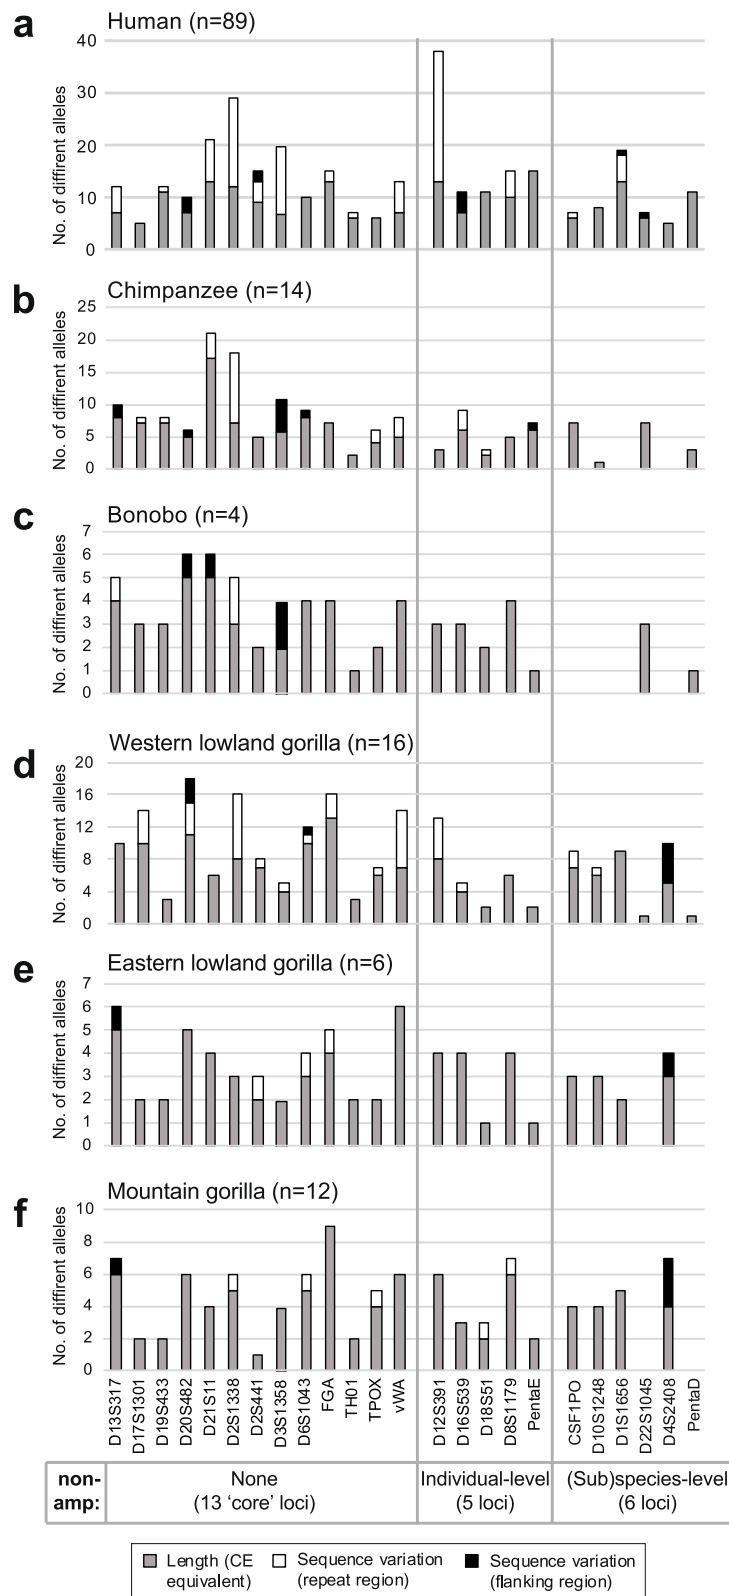 a
Human (n=89)
No. of diffirent alleles
40
30
20
10
0
b
Chimpanzee (n=14)
No. of diffirent alleles
25
20
15
10
5
0
c
Bonobo (n=4)
No. of diffirent alleles
7
6
5
4
3
2
1
0
d
Western lowland gorilla (n=16)
No. of diffirent alleles
20
16
12
8
4
0
e
Eastern lowland gorilla (n=6)
No. of diffirent alleles
7
6
5
4
3
2
1
0
f
Mountain gorilla (n=12)
No. of diffirent alleles
10
8
6
4
2
0
D13S317
D17S1301
D19S433
D20S482
D21S11
D2S1338
D2S441
D3S1358
D6S1043
FGA
TH01
TPOX
vWA
D12S391
D16S539
D18S51
D8S1179
PentaE
CSF1PO
D10S1248
D1S1656
D22S1045
D4S2408
PentaD
non-
amp:
None
(13 ‘core’ loci)
Individual-level
(5 loci)
(Sub)species-level
(6 loci)
Length (CE
equivalent)
Sequence variation
(repeat region)
Sequence variation
(flanking region)